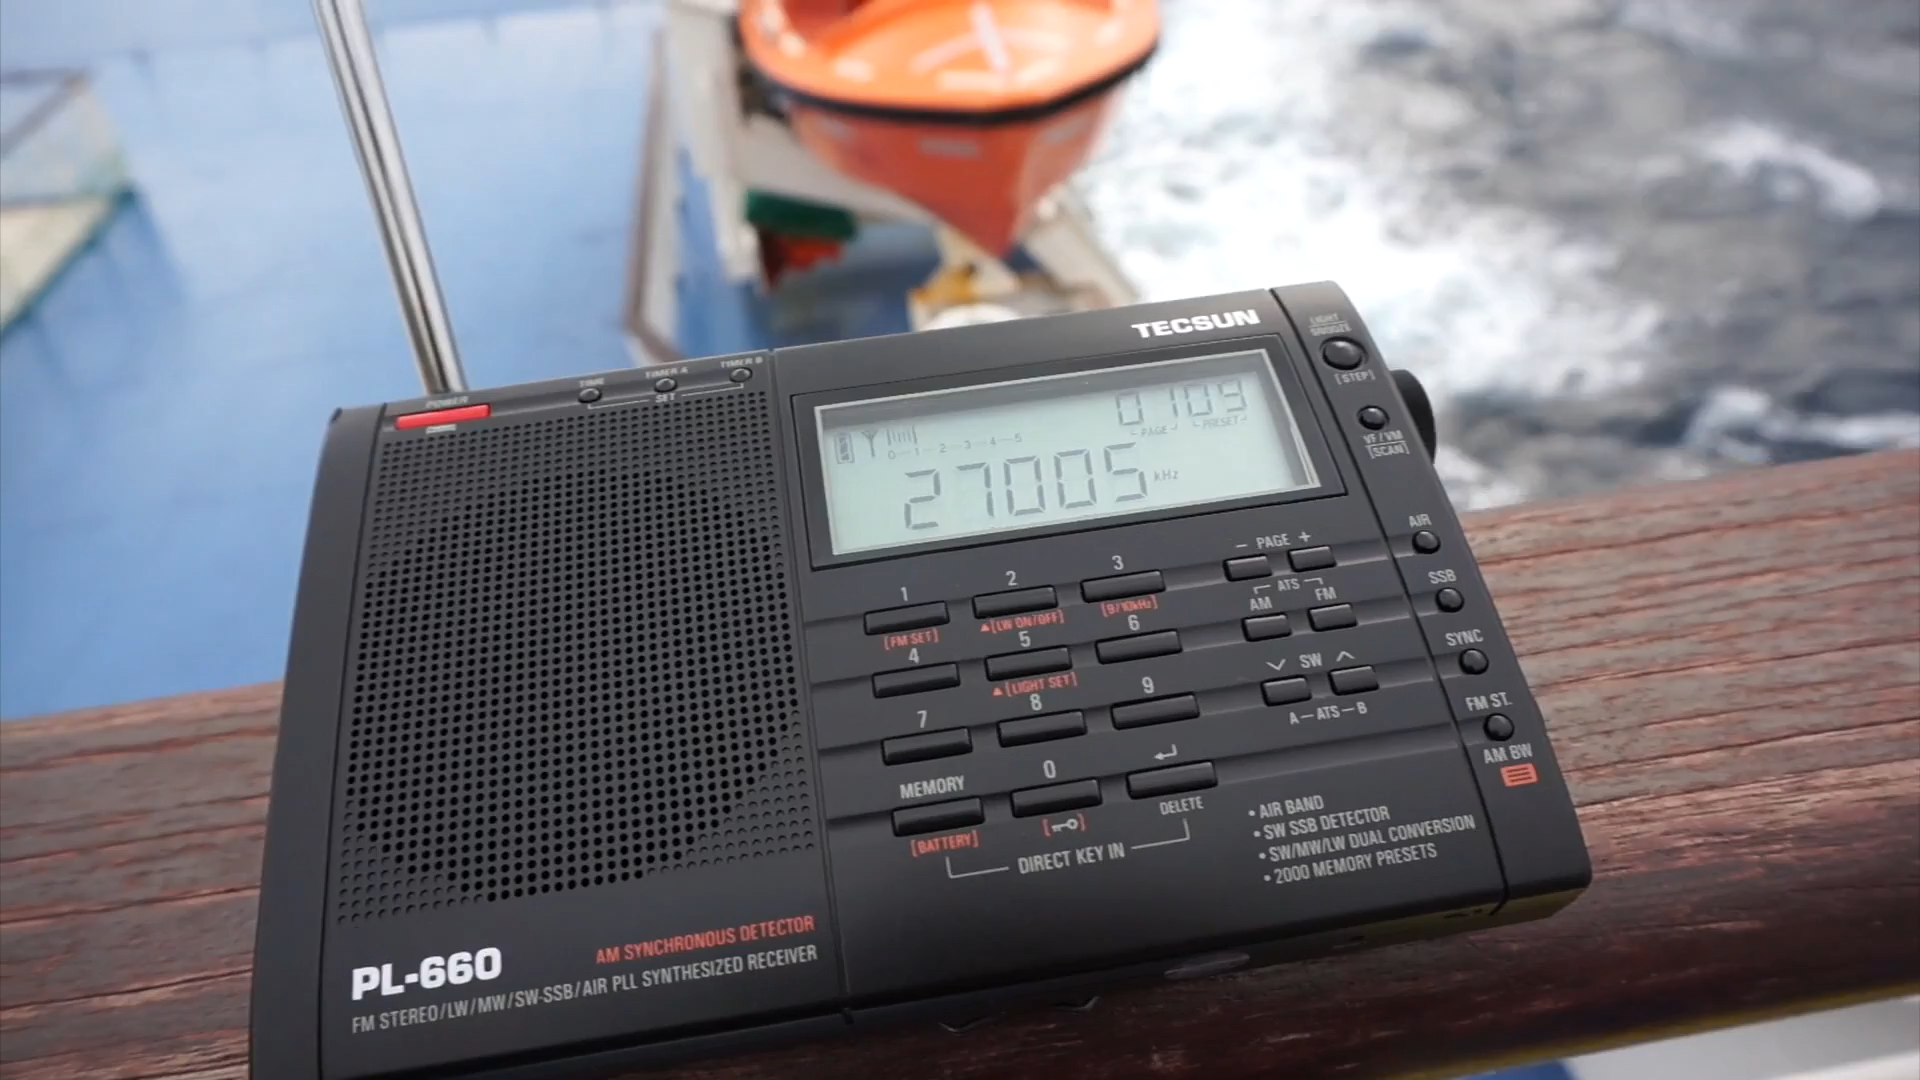 TECSUN
LIGHT
SNOOZE
[STEP]
POWER
TIME
TIMER A
TIMER B
SET
0109
PAGE
PRESET
0-1-2-3-4-5
27005 kHz
VF/VM
[SCAN]
1
2
3
[FM SET]
▲[LW ON/OFF]
[9/10kHz]
4
5
6
▲[LIGHT SET]
7
8
9
MEMORY
0
↵
[BATTERY]
DELETE
DIRECT KEY IN
− PAGE +
ATS
AM
FM
SW
A—ATS—B
AIR
SSB
SYNC
FM ST.
AM BW
• AIR BAND
• SW SSB DETECTOR
• SW/MW/LW DUAL CONVERSION
• 2000 MEMORY PRESETS
PL-660
AM SYNCHRONOUS DETECTOR
FM STEREO/LW/MW/SW-SSB/AIR PLL SYNTHESIZED RECEIVER